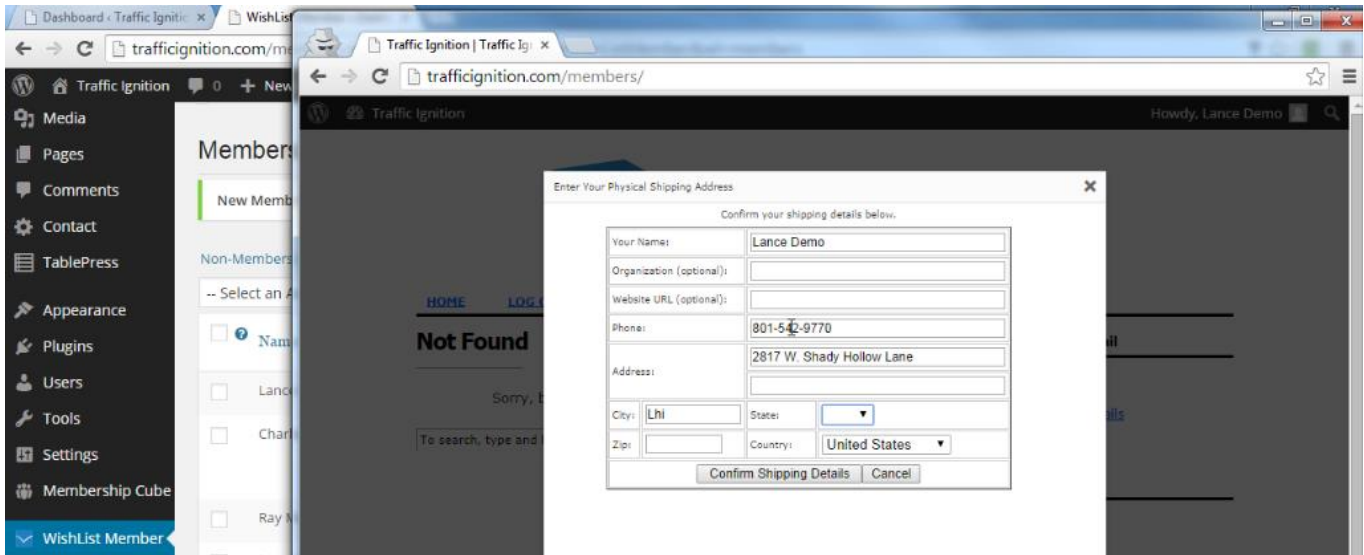 Dashboard ‹ Traffic Igniti
WishList
trafficignition.com/me
Traffic Ignition 0 + New
Media
Pages
Comments
Contact
TablePress
Appearance
Plugins
Users
Tools
Settings
Membership Cube
WishList Member
Members
New Memb
Non-Members
-- Select an A
Nam
Lance
Charl
Ray M
Traffic Ignition | Traffic Ig
trafficignition.com/members/
Traffic Ignition
Howdy, Lance Demo
HOME LOG O
Not Found
Sorry, b
To search, type and h
il
ils
Enter Your Physical Shipping Address
Confirm your shipping details below.
Your Name: Lance Demo
Organization (optional):
Website URL (optional):
Phone: 801-542-9770
Address: 2817 W. Shady Hollow Lane
City: Lhi State:
Zip: Country: United States
Confirm Shipping Details Cancel